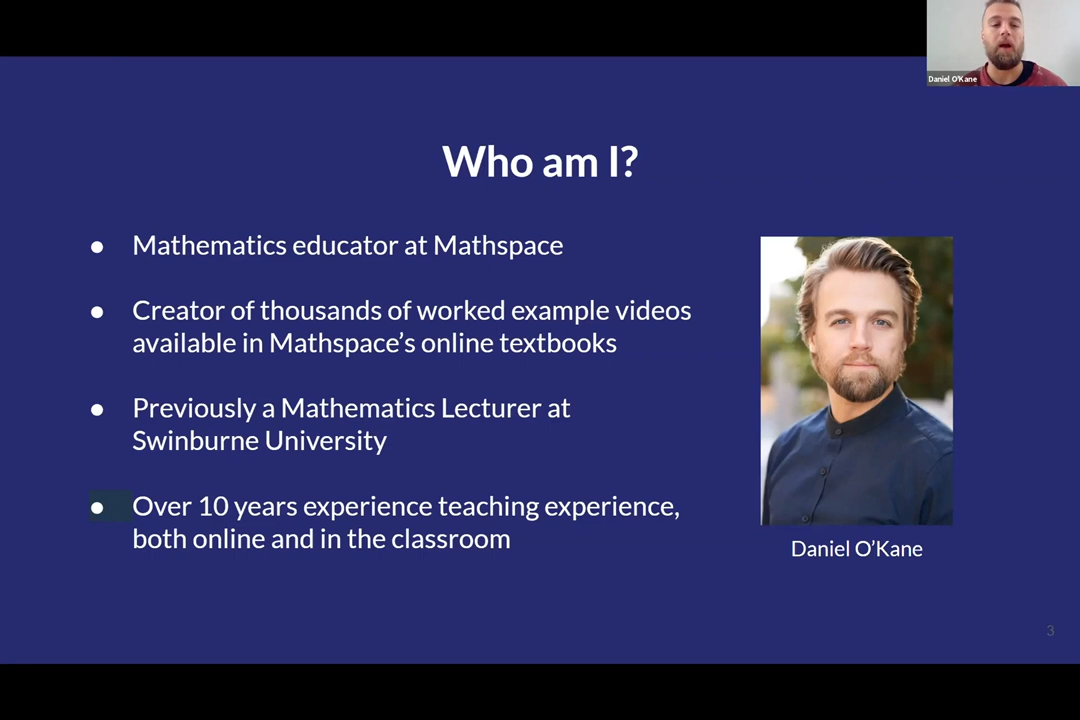 Daniel O'Kane
Who am I?
● Mathematics educator at Mathspace
● Creator of thousands of worked example videos
available in Mathspace’s online textbooks
● Previously a Mathematics Lecturer at
Swinburne University
● Over 10 years experience teaching experience,
both online and in the classroom
Daniel O’Kane
3